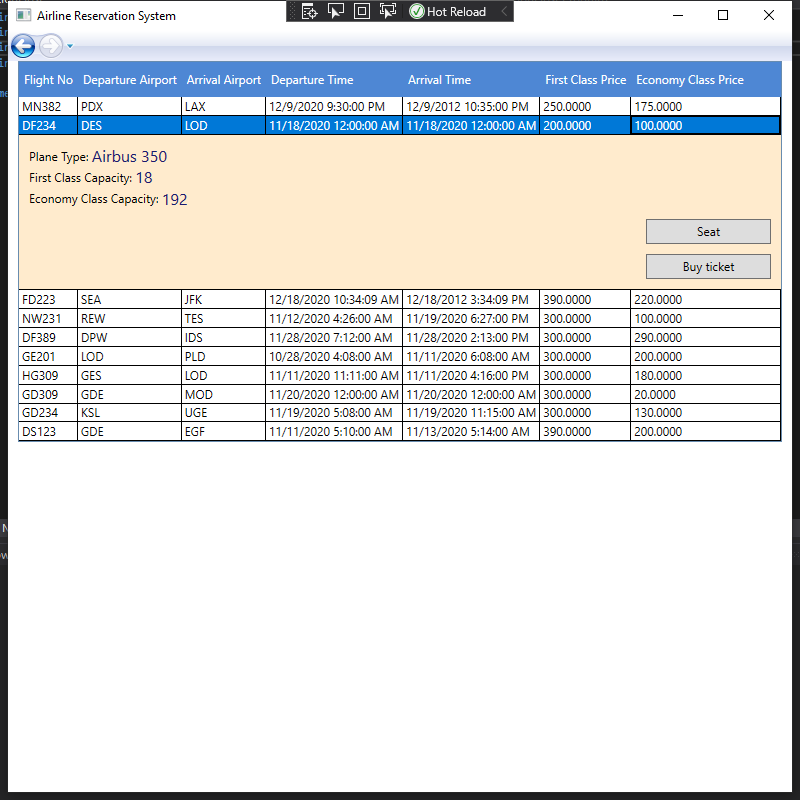 Airline Reservation System
Hot Reload
Flight No Departure Airport Arrival Airport Departure Time Arrival Time First Class Price Economy Class Price
MN382 PDX LAX 12/9/2020 9:30:00 PM 12/9/2012 10:35:00 PM 250.0000 175.0000
DF234 DES LOD 11/18/2020 12:00:00 AM 11/18/2020 12:00:00 AM 200.0000 100.0000
Plane Type: Airbus 350
First Class Capacity: 18
Economy Class Capacity: 192
Seat
Buy ticket
FD223 SEA JFK 12/18/2020 10:34:09 AM 12/18/2012 3:34:09 PM 390.0000 220.0000
NW231 REW TES 11/12/2020 4:26:00 AM 11/19/2020 6:27:00 PM 300.0000 100.0000
DF389 DPW IDS 11/28/2020 7:12:00 AM 11/28/2020 2:13:00 PM 300.0000 290.0000
GE201 LOD PLD 10/28/2020 4:08:00 AM 11/11/2020 6:08:00 AM 300.0000 200.0000
HG309 GES LOD 11/11/2020 11:11:00 AM 11/11/2020 4:16:00 PM 300.0000 180.0000
GD309 GDE MOD 11/20/2020 12:00:00 AM 11/20/2020 12:00:00 AM 300.0000 20.0000
GD234 KSL UGE 11/19/2020 5:08:00 AM 11/19/2020 11:15:00 AM 300.0000 130.0000
DS123 GDE EGF 11/11/2020 5:10:00 AM 11/13/2020 5:14:00 AM 390.0000 200.0000